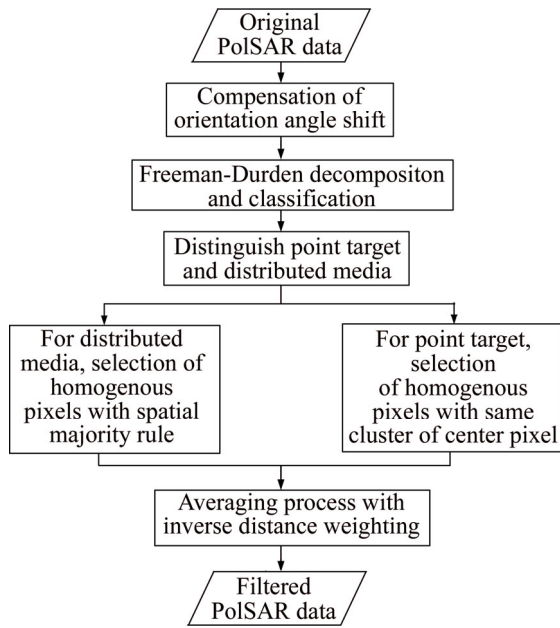 Original
PolSAR data
Compensation of
orientation angle shift
Freeman-Durden decompositon
and classification
Distinguish point target
and distributed media
For distributed
media, selection of
homogenous
pixels with spatial
majority rule
For point target,
selection
of homogenous
pixels with same
cluster of center pixel
Averaging process with
inverse distance weighting
Filtered
PolSAR data